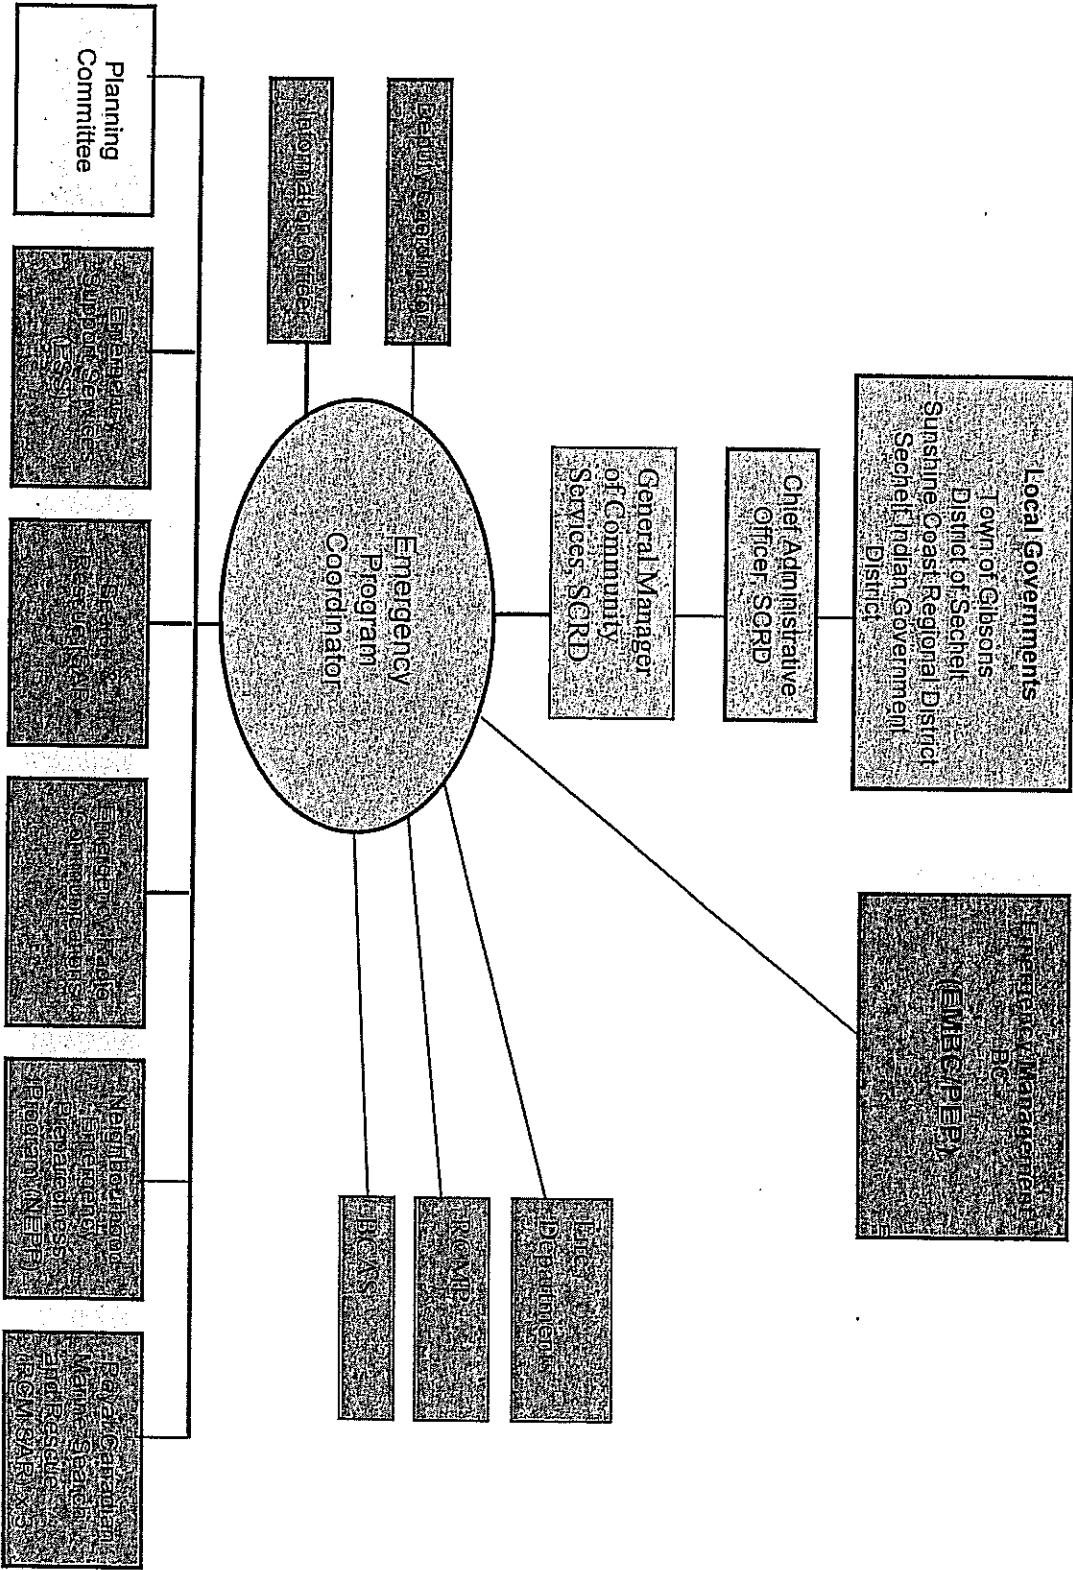 Local Governments
Town of Gibsons
District of Sechelt
Sunshine Coast Regional District
Sechelt Indian Government
District
Emergency Management
BC
(EMBC/PEP)
Chief Administrative
Officer, SCRD
General Manager
of Community
Services, SCRD
Deputy Coordinator
Information Officer
Emergency
Program
Coordinator
Fire
Departments
RCMP
BCAS
Planning
Committee
Emergency
Support Services
(ESS)
Search &
Rescue (SAR)
Emergency Radio
Communications
Neighbourhood
Emergency
Preparedness
Program (NEPP)
Royal Canadian
Marine Search
and Rescue
(RCMSAR) x 3